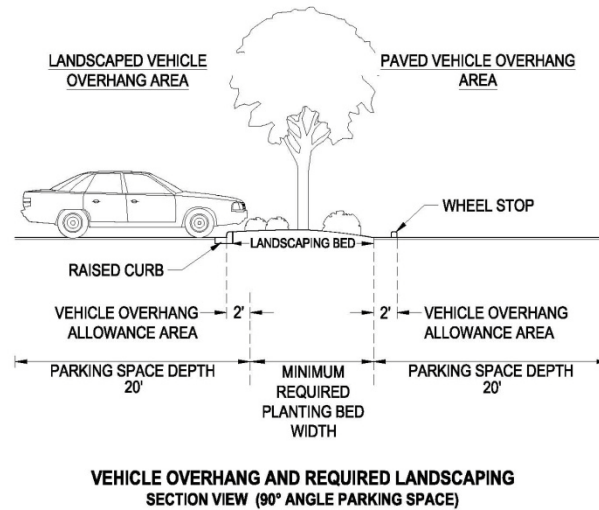 LANDSCAPED VEHICLE
OVERHANG AREA
PAVED VEHICLE OVERHANG
AREA
WHEEL STOP
LANDSCAPING BED
RAISED CURB
VEHICLE OVERHANG
ALLOWANCE AREA
2'
2'
VEHICLE OVERHANG
ALLOWANCE AREA
PARKING SPACE DEPTH
20'
MINIMUM
REQUIRED
PLANTING BED
WIDTH
PARKING SPACE DEPTH
20'
VEHICLE OVERHANG AND REQUIRED LANDSCAPING
SECTION VIEW (90° ANGLE PARKING SPACE)